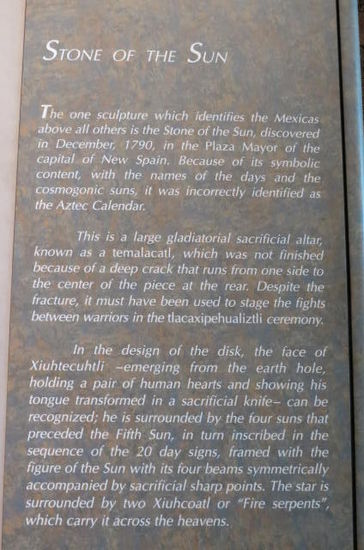 STONE OF THE SUN
The one sculpture which identifies the Mexicas
above all others is the Stone of the Sun, discovered
in December, 1790, in the Plaza Mayor of the
capital of New Spain. Because of its symbolic
content, with the names of the days and the
cosmogonic suns, it was incorrectly identified as
the Aztec Calendar.
This is a large gladiatorial sacrificial altar,
known as a temalacatl, which was not finished
because of a deep crack that runs from one side to
the center of the piece at the rear. Despite the
fracture, it must have been used to stage the fights
between warriors in the tlacaxipehualiztli ceremony.
In the design of the disk, the face of
Xiuhtecuhtli –emerging from the earth hole,
holding a pair of human hearts and showing his
tongue transformed in a sacrificial knife– can be
recognized; he is surrounded by the four suns that
preceded the Fifth Sun, in turn inscribed in the
sequence of the 20 day signs, framed with the
figure of the Sun with its four beams symmetrically
accompanied by sacrificial sharp points. The star is
surrounded by two Xiuhcoatl or “Fire serpents”,
which carry it across the heavens.